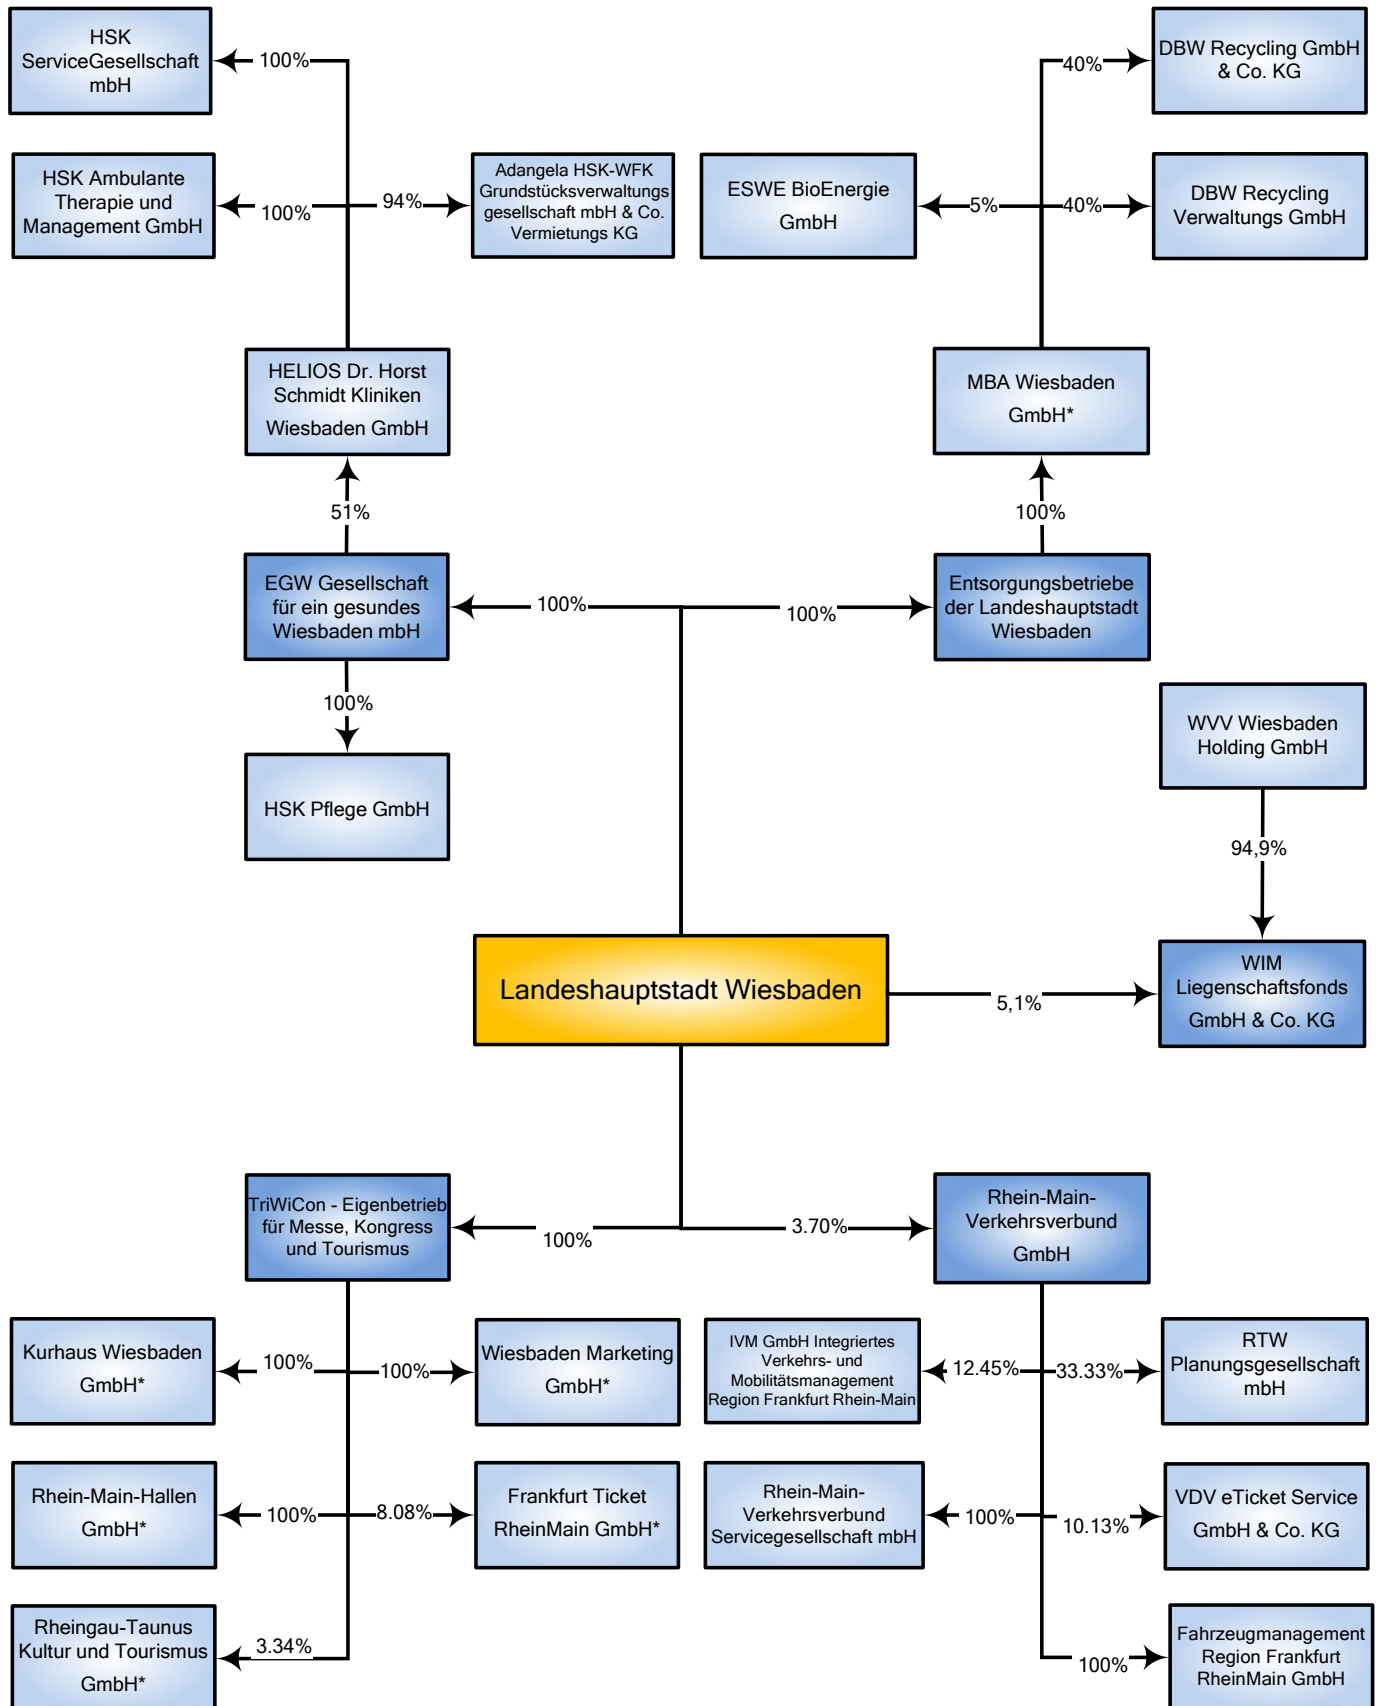 HSK
ServiceGesellschaft
mbH
100%
40%
DBW Recycling GmbH
& Co. KG
HSK Ambulante
Therapie und
Management GmbH
100%
94%
Adangela HSK-WFK
Grundstücksverwaltungs
gesellschaft mbH & Co.
Vermietungs KG
ESWE BioEnergie
GmbH
5%
40%
DBW Recycling
Verwaltungs GmbH
HELIOS Dr. Horst
Schmidt Kliniken
Wiesbaden GmbH
MBA Wiesbaden
GmbH*
51%
100%
EGW Gesellschaft
für ein gesundes
Wiesbaden mbH
100%
100%
Entsorgungsbetriebe
der Landeshauptstadt
Wiesbaden
100%
HSK Pflege GmbH
WVV Wiesbaden
Holding GmbH
94,9%
Landeshauptstadt Wiesbaden
5,1%
WIM
Liegenschaftsfonds
GmbH & Co. KG
TriWiCon - Eigenbetrieb
für Messe, Kongress
und Tourismus
100%
3.70%
Rhein-Main-
Verkehrsverbund
GmbH
Kurhaus Wiesbaden
GmbH*
100%
100%
Wiesbaden Marketing
GmbH*
IVM GmbH Integriertes
Verkehrs- und
Mobilitätsmanagement
Region Frankfurt Rhein-Main
12.45%
33.33%
RTW
Planungsgesellschaft
mbH
Rhein-Main-Hallen
GmbH*
100%
8.08%
Frankfurt Ticket
RheinMain GmbH*
Rhein-Main-
Verkehrsverbund
Servicegesellschaft mbH
100%
10.13%
VDV eTicket Service
GmbH & Co. KG
Rheingau-Taunus
Kultur und Tourismus
GmbH*
3.34%
100%
Fahrzeugmanagement
Region Frankfurt
RheinMain GmbH